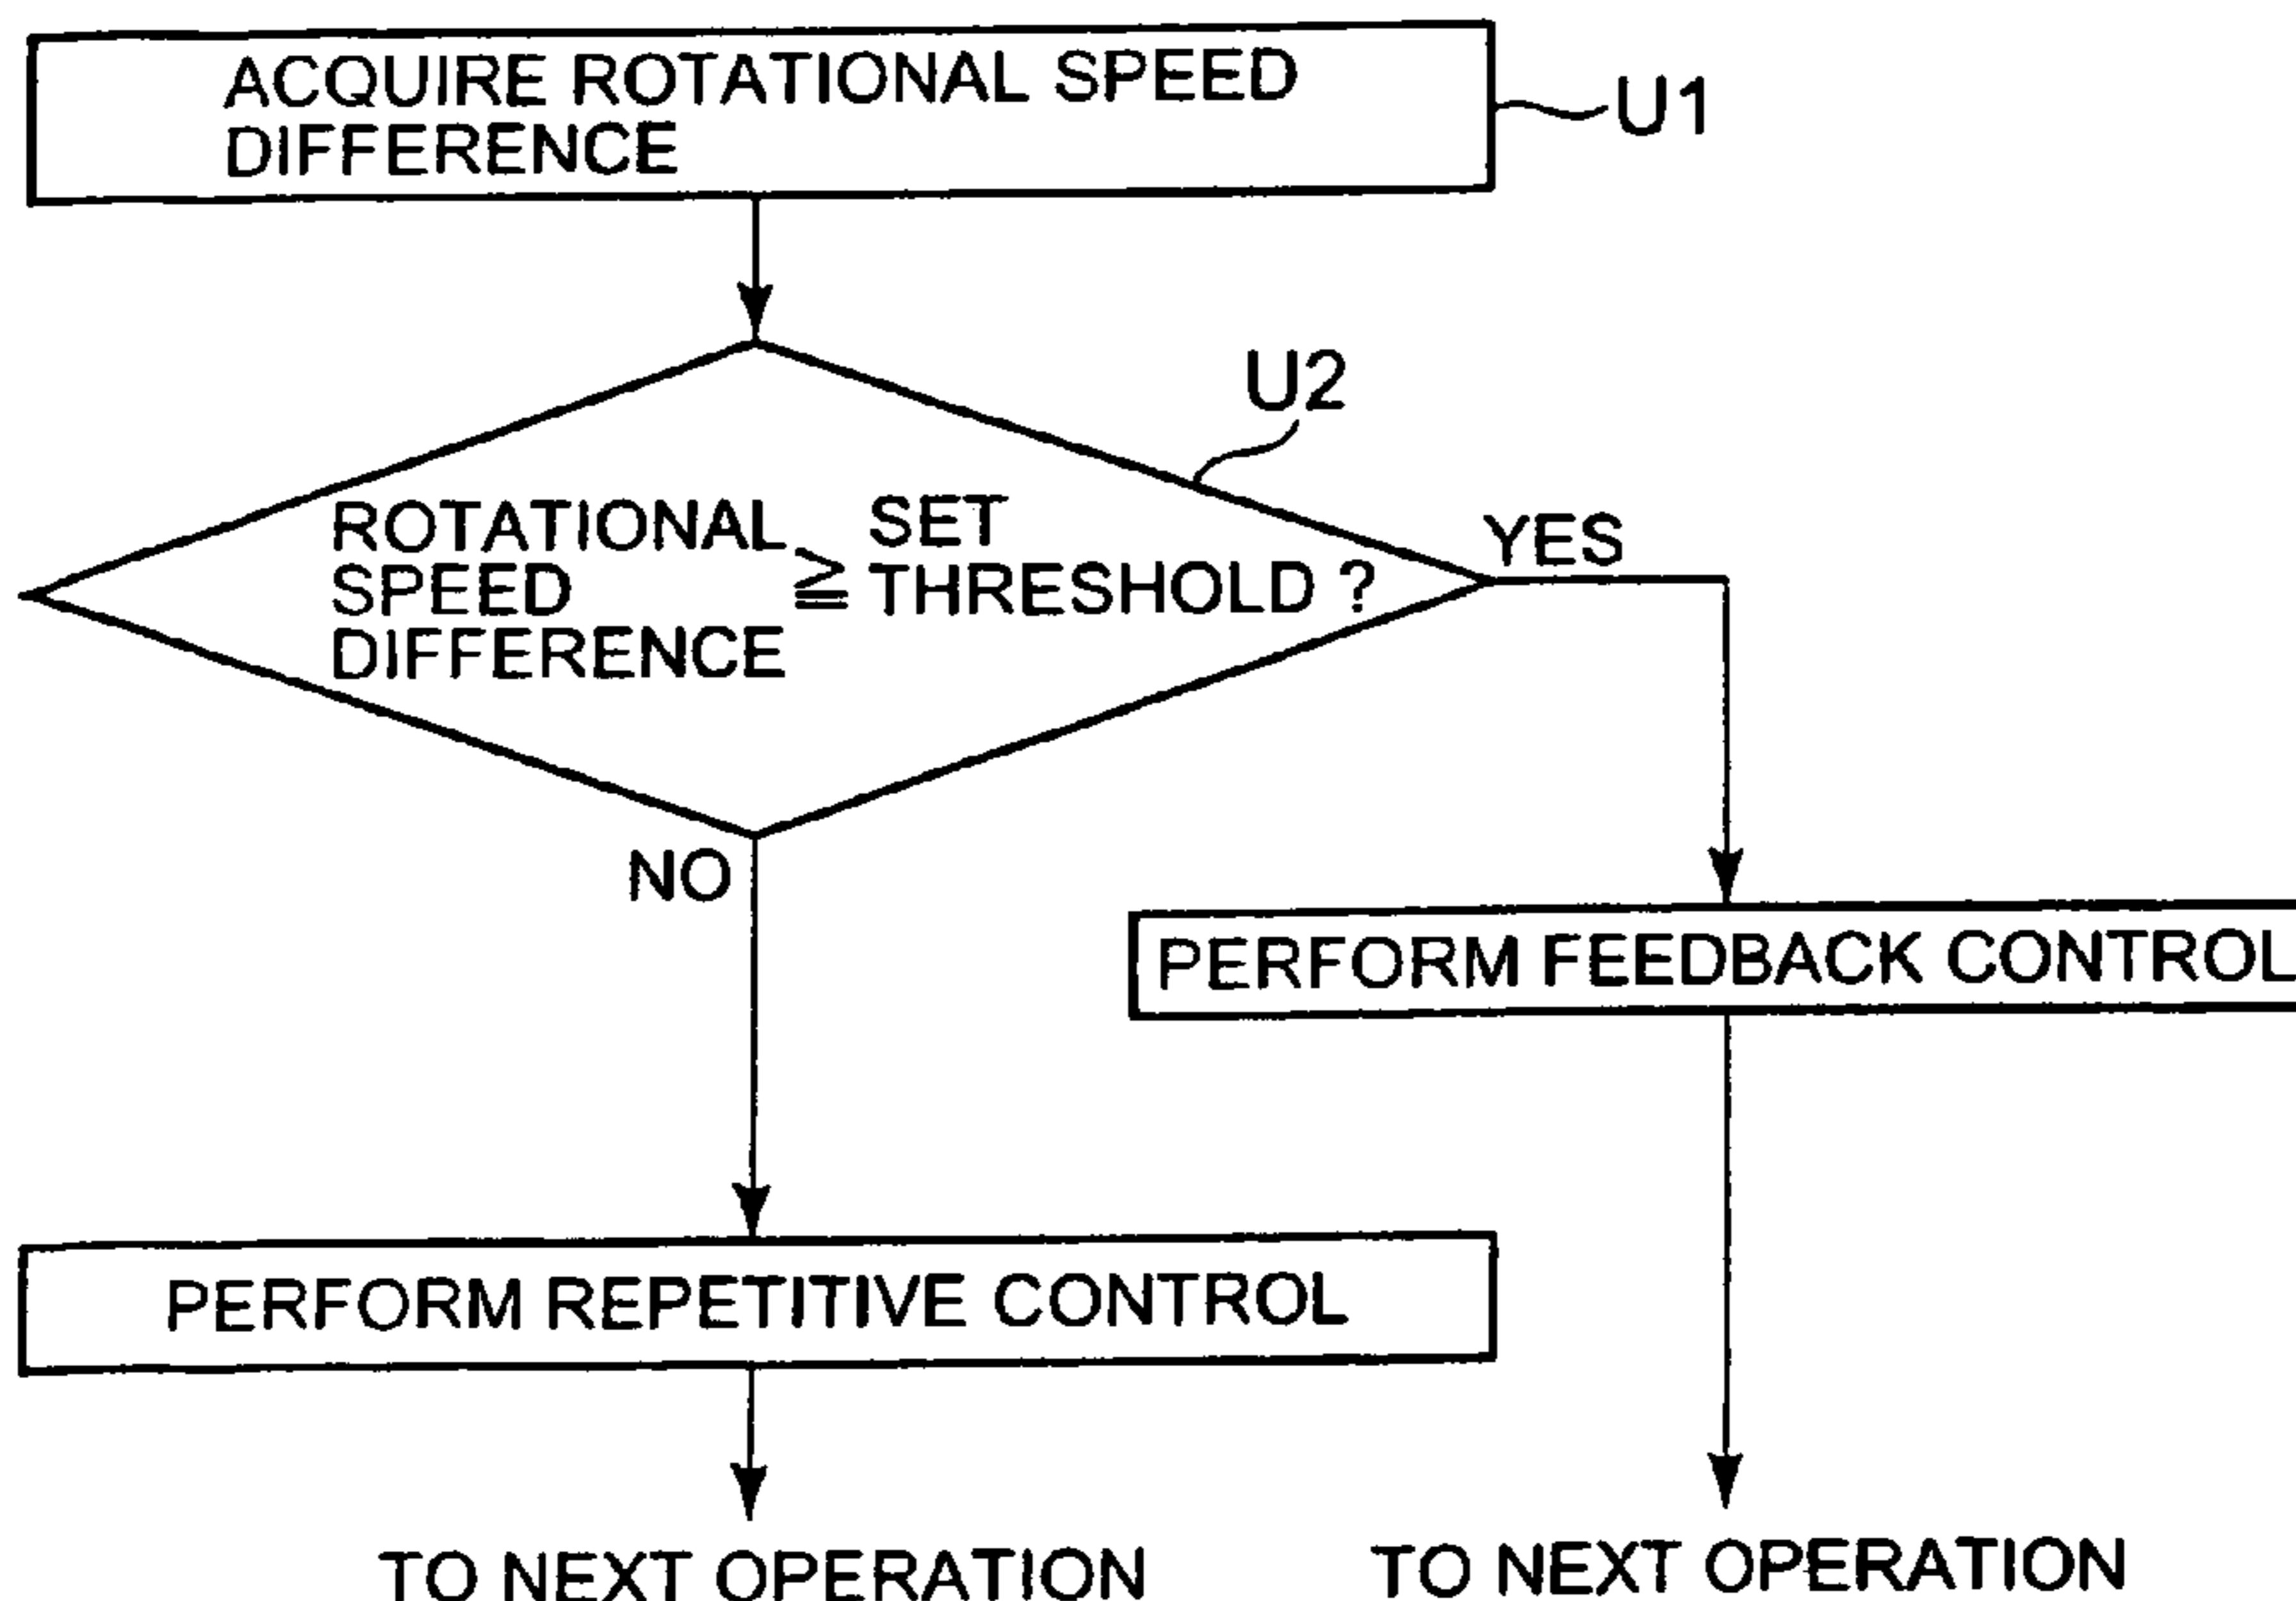 ACQUIRE ROTATIONAL SPEED
DIFFERENCE
U1
U2
ROTATIONAL
SPEED
DIFFERENCE
≧
SET
THRESHOLD ?
YES
NO
PERFORM FEEDBACK CONTROL
PERFORM REPETITIVE CONTROL
TO NEXT OPERATION
TO NEXT OPERATION